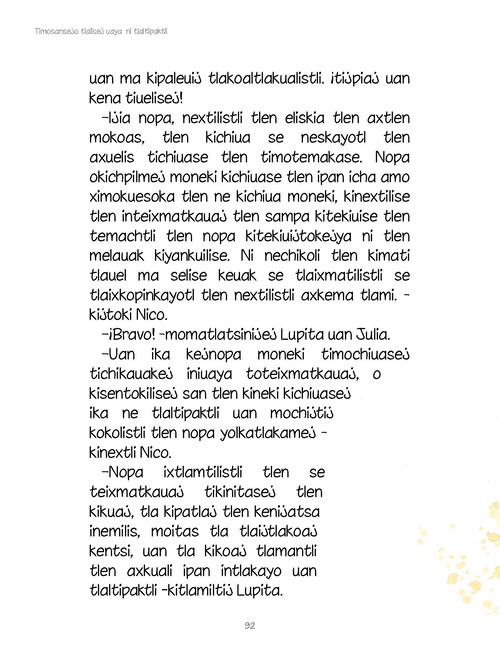 Timosansejo tlalisej uaya ni tlaltipaktli
uan ma kipaleuij tlakoaltlakualistli. ¡tijpiaj uan
kena tiuelisej!
–Ijia nopa, nextilistli tlen eliskia tlen axtlen
mokoas, tlen kichiua se neskayotl tlen
axuelis tichiuase tlen timotemakase. Nopa
okichpilmej moneki kichiuase tlen ipan icha amo
ximokuesoka tlen ne kichiua moneki, kinextilise
tlen inteixmatkauaj tlen sampa kitekiuise tlen
temachtli tlen nopa kitekiuijtokejya ni tlen
melauak kiyankuilise. Ni nechikoli tlen kimati
tlauel ma selise keuak se tlaixmatilistli se
tlaixkopinkayotl tlen nextilistli axkema tlami. -
kijtoki Nico.
–¡Bravo! -momatlatsinijej Lupita uan Julia.
–Uan ika kejnopa moneki timochiuasej
tichikauakej iniuaya toteixmatkauaj, o
kisentokilisej san tlen kineki kichiuasej
ika ne tlaltipaktli uan mochijtij
kokolistli tlen nopa yolkatlakamej -
kinextli Nico.
–Nopa ixtlamtilistli tlen se
teixmatkauaj tikinitasej tlen
kikuaj, tla kipatlaj tlen kenijatsa
inemilis, moitas tla tlaijtlakoaj
kentsi, uan tla kikoaj tlamantli
tlen axkuali ipan intlakayo uan
tlaltipaktli -kitlamiltij Lupita.
92